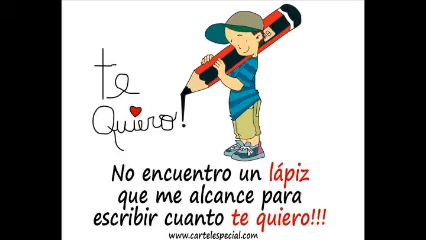 te
Quiero!
No encuentro un lápiz
que me alcance para
escribir cuanto te quiero!!!
www.cartelespecial.com